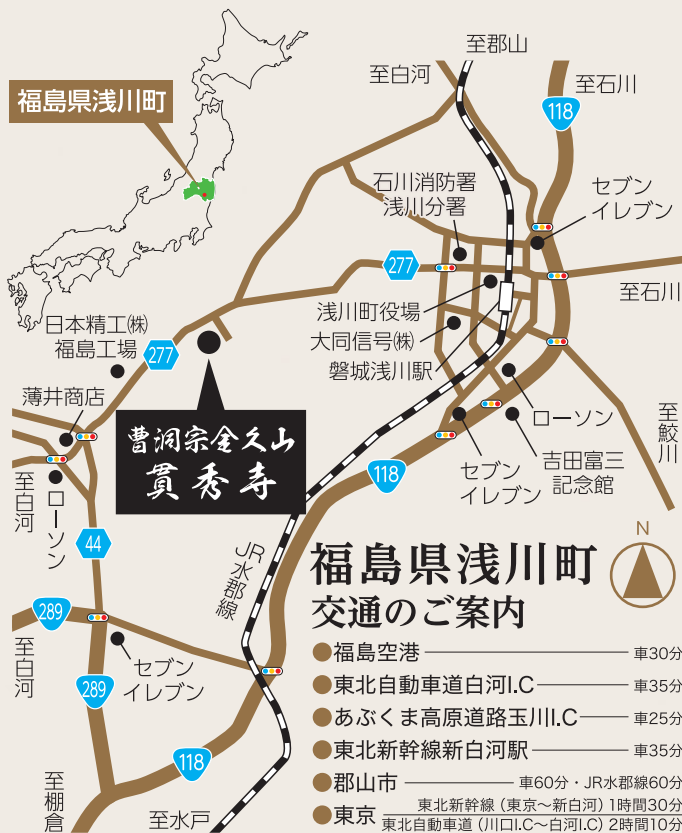 至郡山
至白河
至石川
118
福島県浅川町
石川消防署
浅川分署
セブン
イレブン
277
至石川
浅川町役場
日本精工㈱
福島工場
277
大同信号㈱
磐城浅川駅
薄井商店
ローソン
至鮫川
曹洞宗金久山
貫秀寺
118
セブン
イレブン
吉田富三
記念館
至白河
ローソン
44
JR水郡線
N
福島県浅川町
交通のご案内
289
至白河
セブン
イレブン
289
118
至棚倉
至水戸
●福島空港 車30分
●東北自動車道白河I.C 車35分
●あぶくま高原道路玉川I.C 車25分
●東北新幹線新白河駅 車35分
●郡山市 車60分・JR水郡線60分
●東京 東北新幹線（東京～新白河）1時間30分
東北自動車（川口I.C～白河I.C）2時間10分